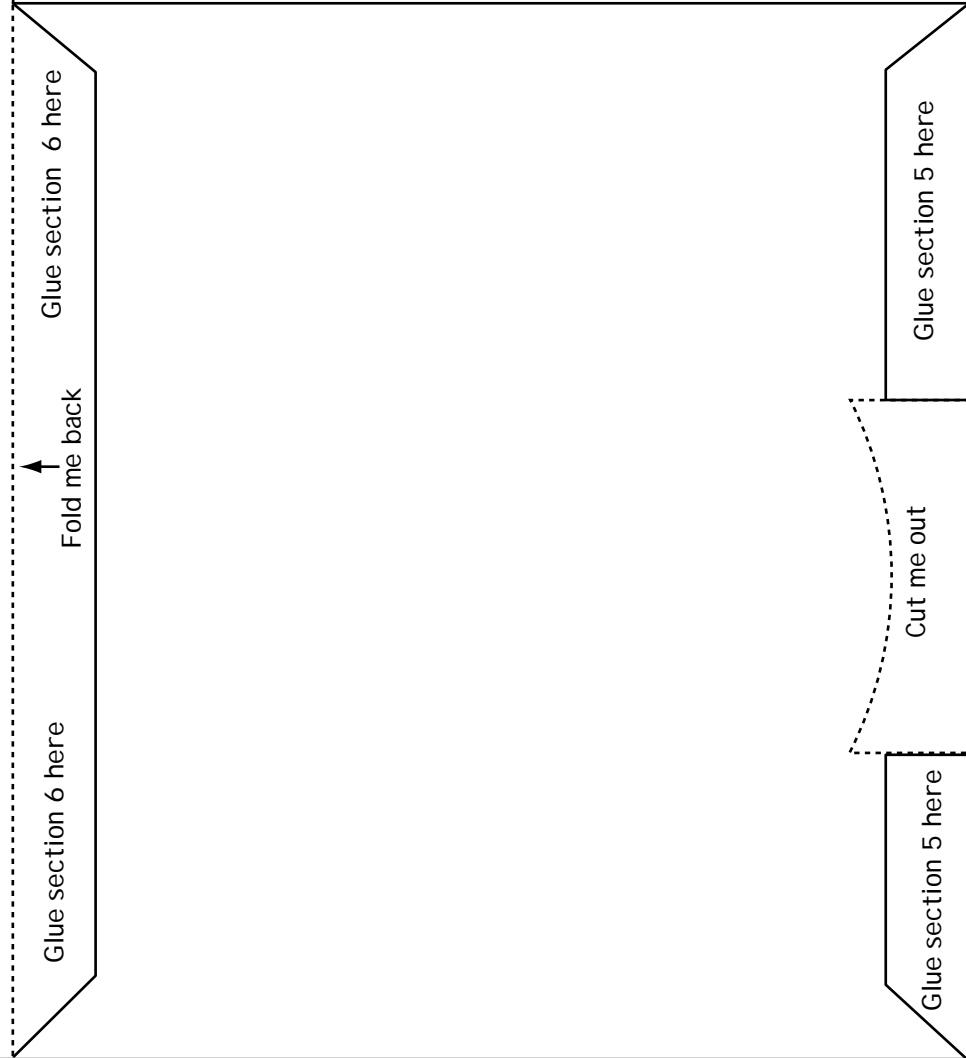 Glue section 6 here
Fold me back
Glue section 6 here
Glue section 5 here
Cut me out
Glue section 5 here